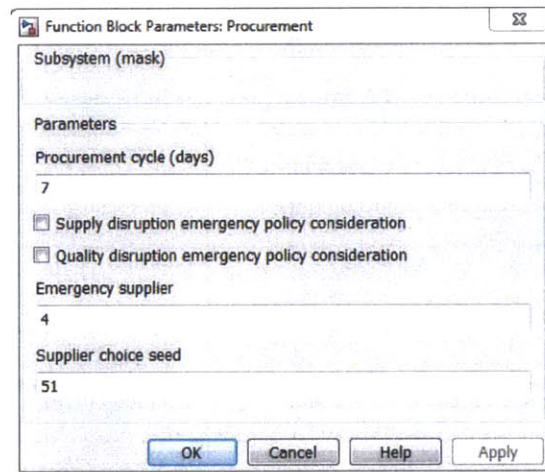 Function Block Parameters: Procurement
Subsystem (mask)
Parameters
Procurement cycle (days)
7
Supply disruption emergency policy consideration
Quality disruption emergency policy consideration
Emergency supplier
4
Supplier choice seed
51
OK Cancel Help Apply